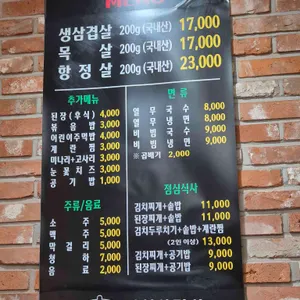 생삼겹살 200g(국내산) 17,000
목 살 200g(국내산) 17,000
항정살 200g(국내산) 23,000
추가메뉴
된장(후식) 4,000
볶음밥 3,000
어린이주먹밥 4,000
계란찜 3,000
미나리+고사리 3,000
눈꽃치즈 3,000
공기밥 1,000
주류/음료
소 주 5,000
맥 주 5,000
막걸리 5,000
청 하 7,000
음 료 2,000
면 류
열무국수 8,000
열무냉면 8,000
비빔국수 9,000
비빔냉면 9,000
※곱배기 2,000
점심식사
김치찌개+솥밥 11,000
된장찌개+솥밥 11,000
김치두루치기+솥밥+계란찜
(2인 이상) 13,000
김치찌개+공기밥 9,000
된장찌개+공기밥 9,000